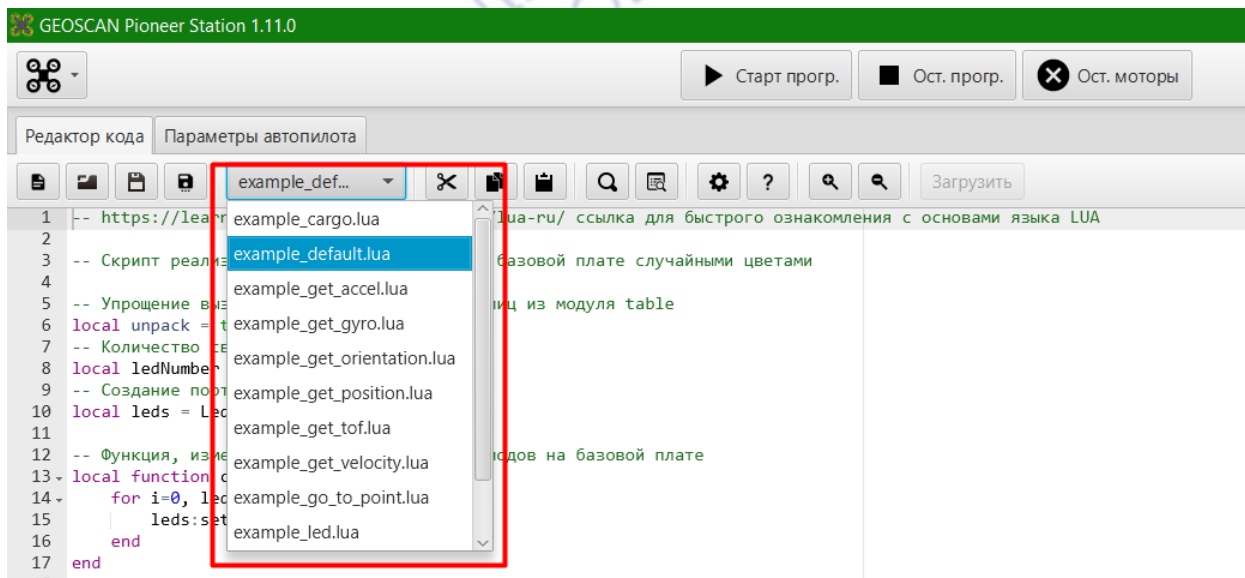 GEOSCAN Pioneer Station 1.11.0
Старт прогр. Ост. прогр. Ост. моторы
Редактор кода Параметры автопилота
example_def... ? Загрузить
example_cargo.lua
example_default.lua
example_get_accel.lua
example_get_gyro.lua
example_get_orientation.lua
example_get_position.lua
example_get_tof.lua
example_get_velocity.lua
example_go_to_point.lua
example_led.lua
1 -- https://lear /lua-ru/ ссылка для быстрого ознакомления с основами языка LUA
2
3 -- Скрипт реали базовой плате случайными цветами
4
5 -- Упрощение вы иц из модуля table
6 local unpack = t
7 -- Количество с
8 local ledNumber
9 -- Создание пор
10 local leds = Le
11
12 -- Функция, изме одов на базовой плате
13 local function
14 for i=0, le
15 leds:set
16 end
17 end